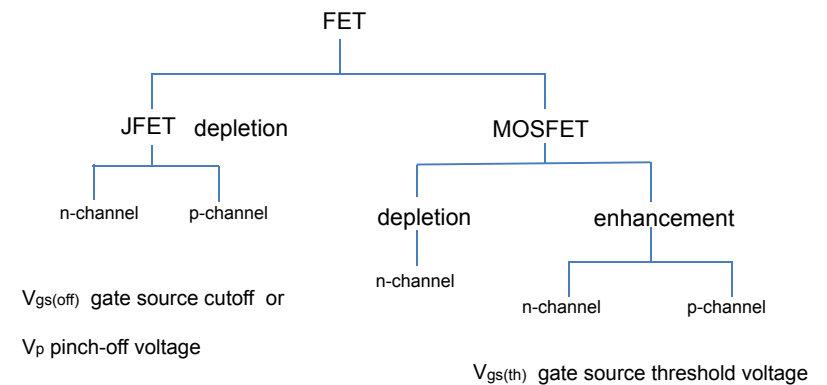 FET
JFET depletion
MOSFET
n-channel p-channel
depletion
enhancement
n-channel
n-channel p-channel
Vgs(off) gate source cutoff or
Vp pinch-off voltage
Vgs(th) gate source threshold voltage